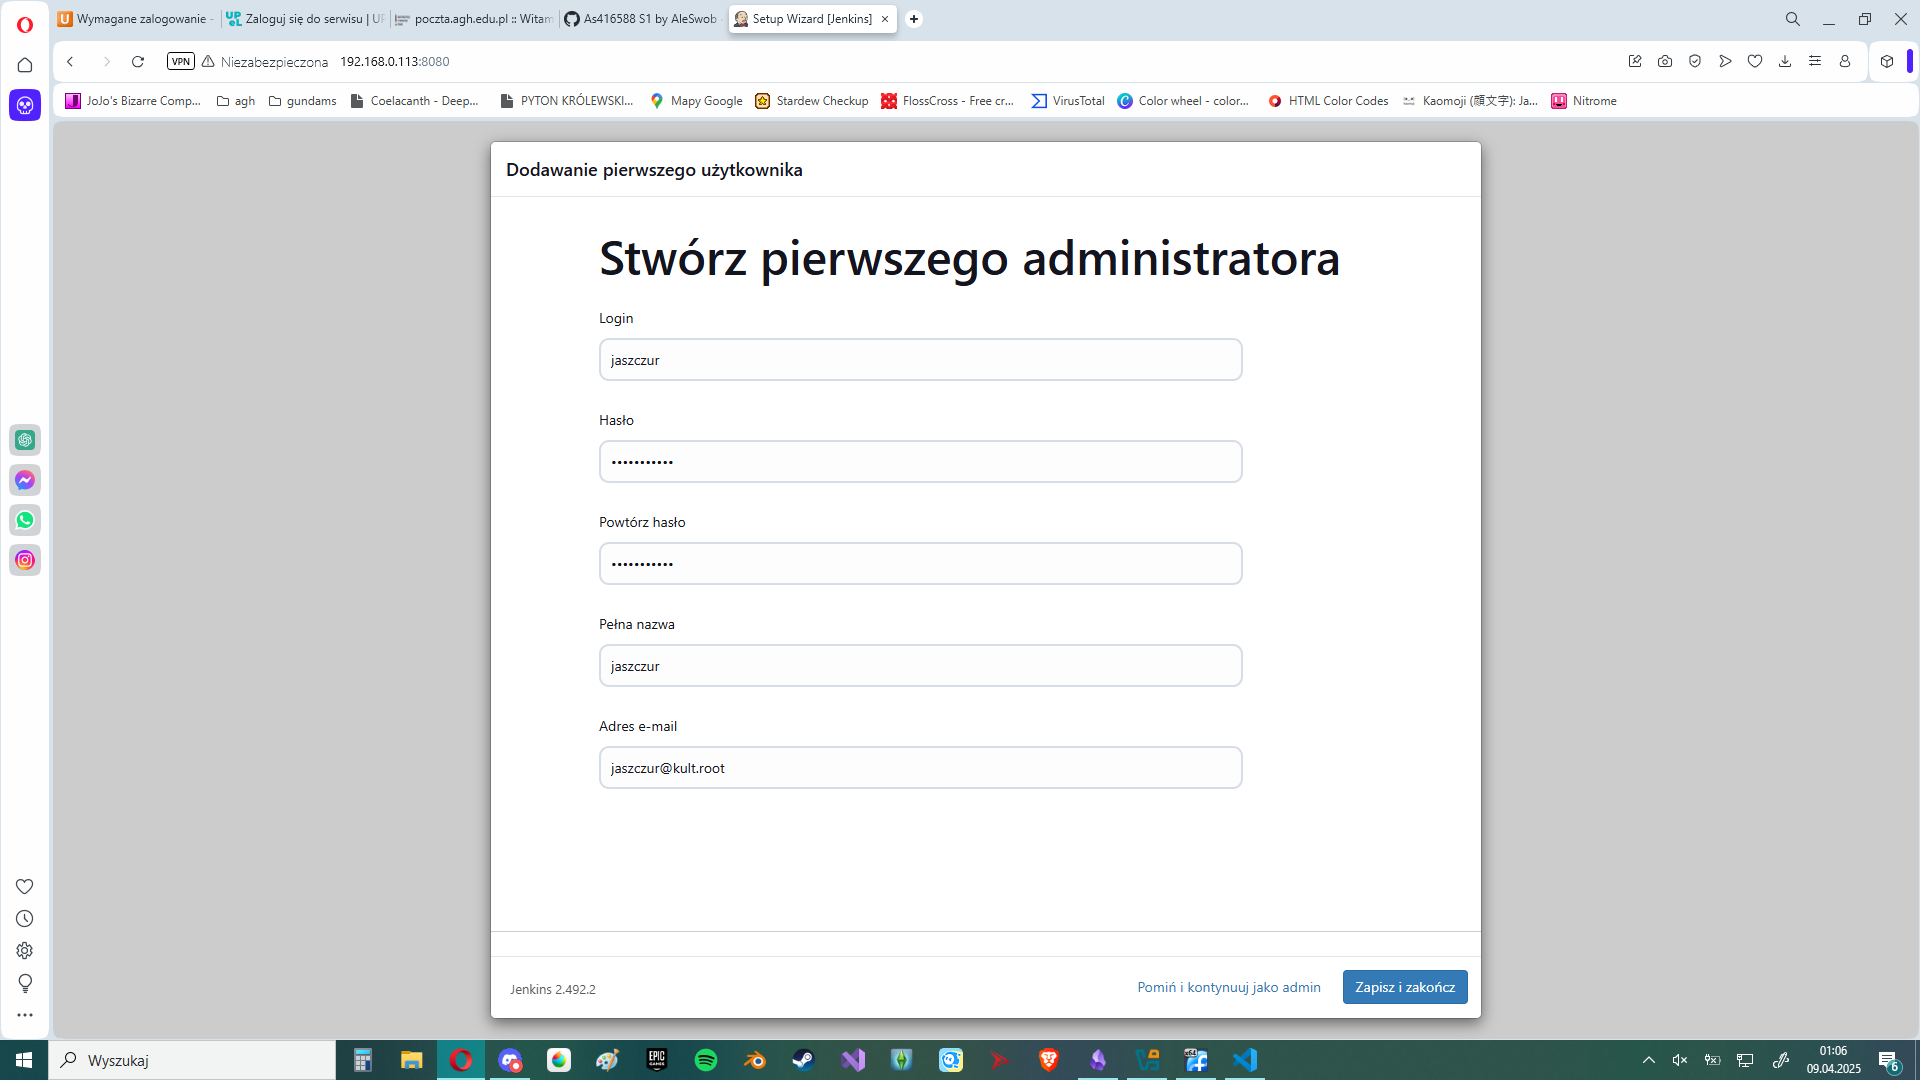 Wymagane zalogowanie -
Zaloguj się do serwisu | UP
poczta.agh.edu.pl :: Witam
As416588 S1 by AleSwob
Setup Wizard [Jenkins]
VPN
Niezabezpieczona
192.168.0.113:8080
JoJo's Bizarre Comp...
agh
gundams
Coelacanth - Deep...
PYTON KRÓLEWSKI...
Mapy Google
Stardew Checkup
FlossCross - Free cr...
VirusTotal
Color wheel - color...
HTML Color Codes
Kaomoji (顔文字): Ja...
Nitrome
Dodawanie pierwszego użytkownika
Stwórz pierwszego administratora
Login
jaszczur
Hasło
•••••••••••
Powtórz hasło
•••••••••••
Pełna nazwa
jaszczur
Adres e-mail
jaszczur@kult.root
Jenkins 2.492.2
Pomiń i kontynuuj jako admin
Zapisz i zakończ
Wyszukaj
EPIC
GAMES
x64
01:06
09.04.2025
6